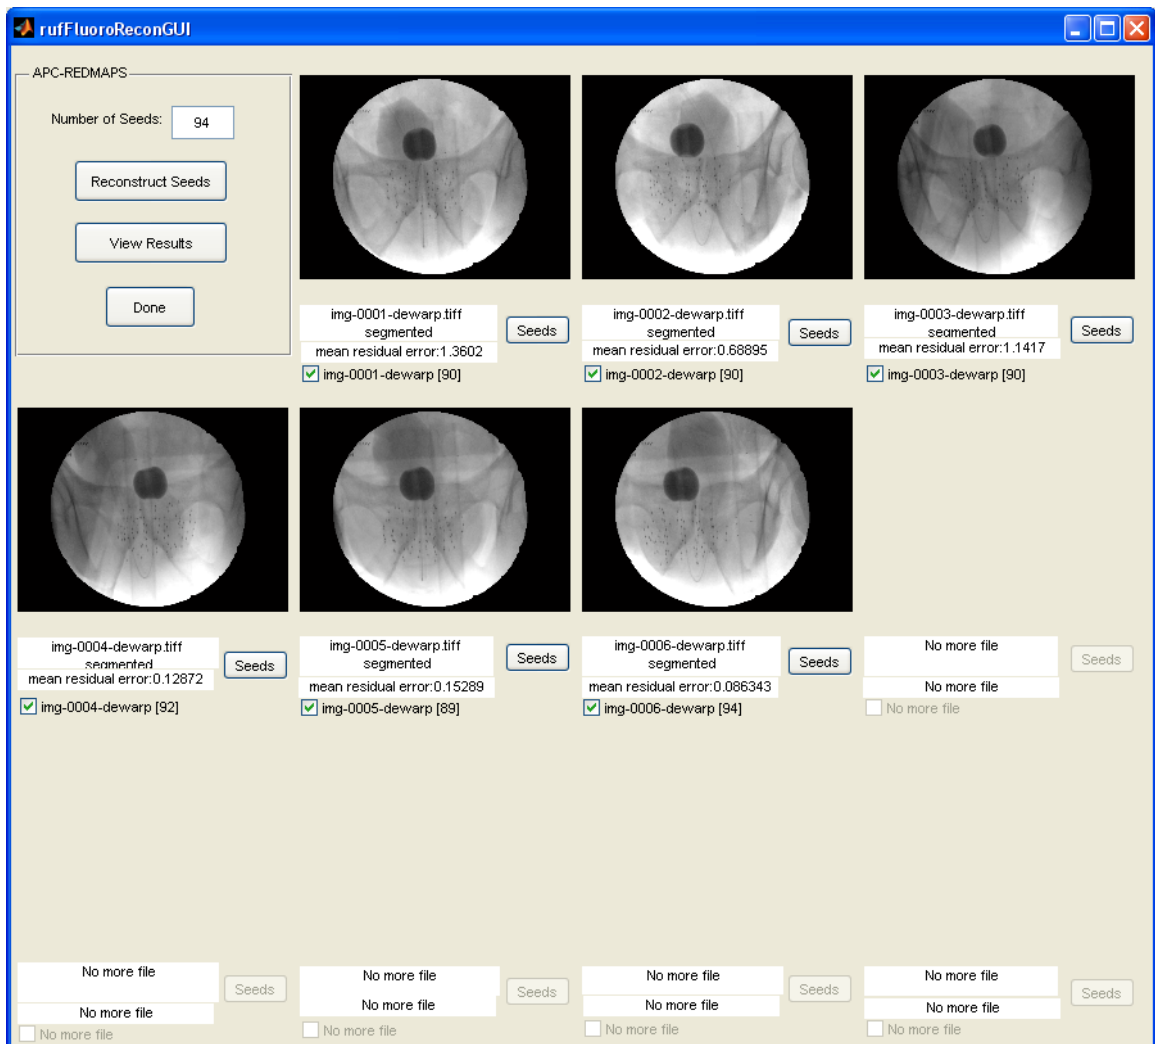 rufFluoroReconGUI
APC-REDMAPS
Number of Seeds: 94
Reconstruct Seeds
View Results
Done
img-0001-dewarp.tiff
segmented
Seeds
mean residual error:1.3602
img-0001-dewarp [90]
img-0002-dewarp.tiff
segmented
Seeds
mean residual error:0.68895
img-0002-dewarp [90]
img-0003-dewarp.tiff
segmented
Seeds
mean residual error:1.1417
img-0003-dewarp [90]
img-0004-dewarp.tiff
segmented
Seeds
mean residual error:0.12872
img-0004-dewarp [92]
img-0005-dewarp.tiff
segmented
Seeds
mean residual error:0.15289
img-0005-dewarp [89]
img-0006-dewarp.tiff
segmented
Seeds
mean residual error:0.086343
img-0006-dewarp [94]
No more file
Seeds
No more file
No more file
No more file
Seeds
No more file
No more file
No more file
Seeds
No more file
No more file
No more file
Seeds
No more file
No more file
No more file
Seeds
No more file
No more file